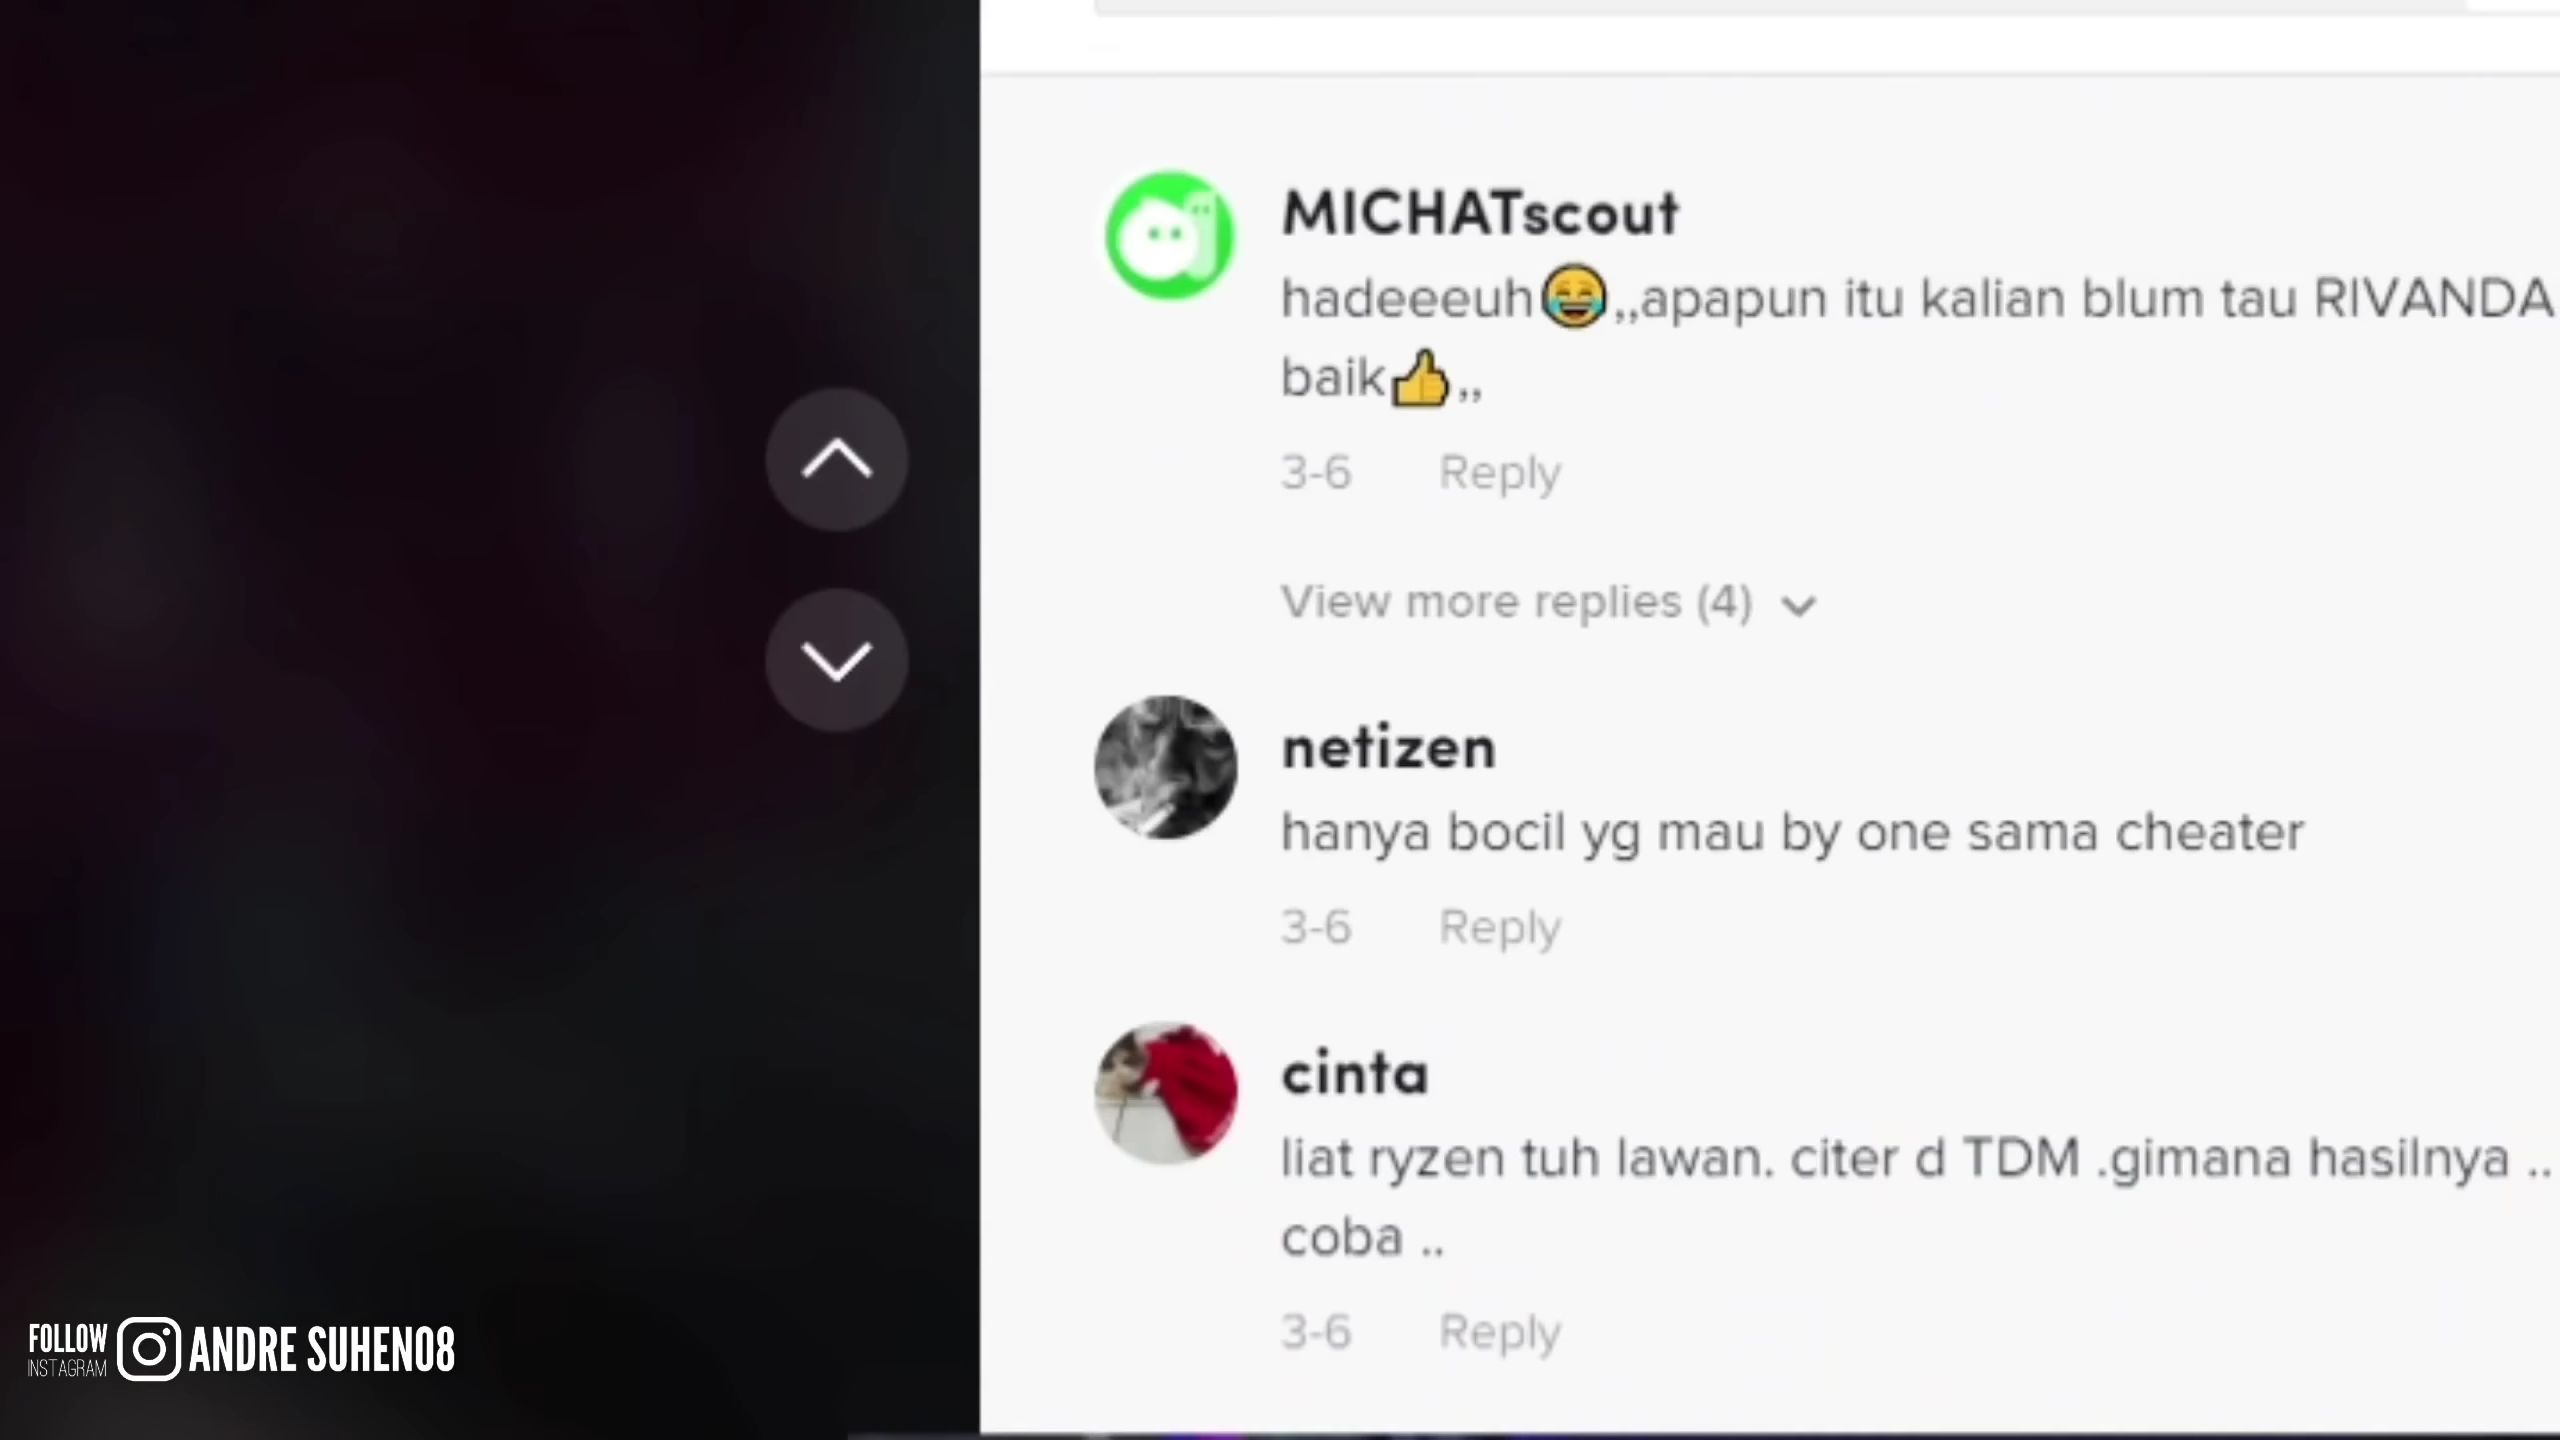 MICHATscout
hadeeeuh😂,,apapun itu kalian blum tau RIVANDA
baik👍,,
3-6 Reply
View more replies (4)
netizen
hanya bocil yg mau by one sama cheater
3-6 Reply
cinta
liat ryzen tuh lawan. citer d TDM .gimana hasilnya ..
coba ..
3-6 Reply
FOLLOW
INSTAGRAM
ANDRE SUHEN08